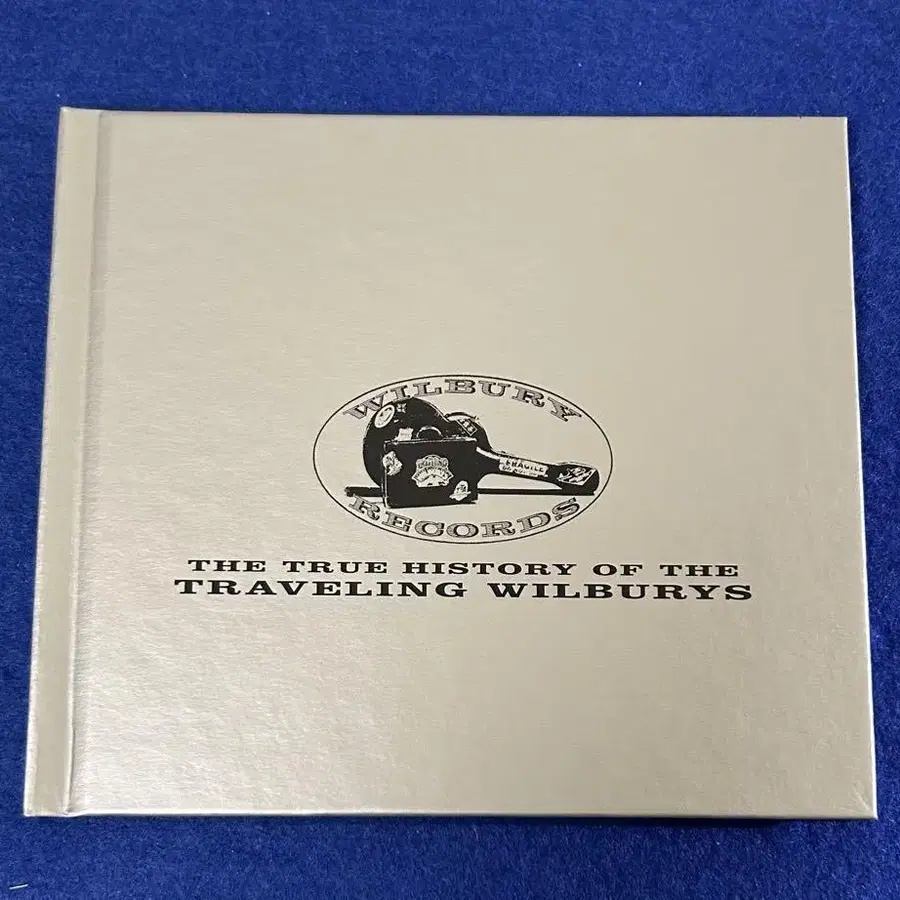 WILBURY
FRAGILE
RECORDS
THE TRUE HISTORY OF THE
TRAVELING WILBURYS